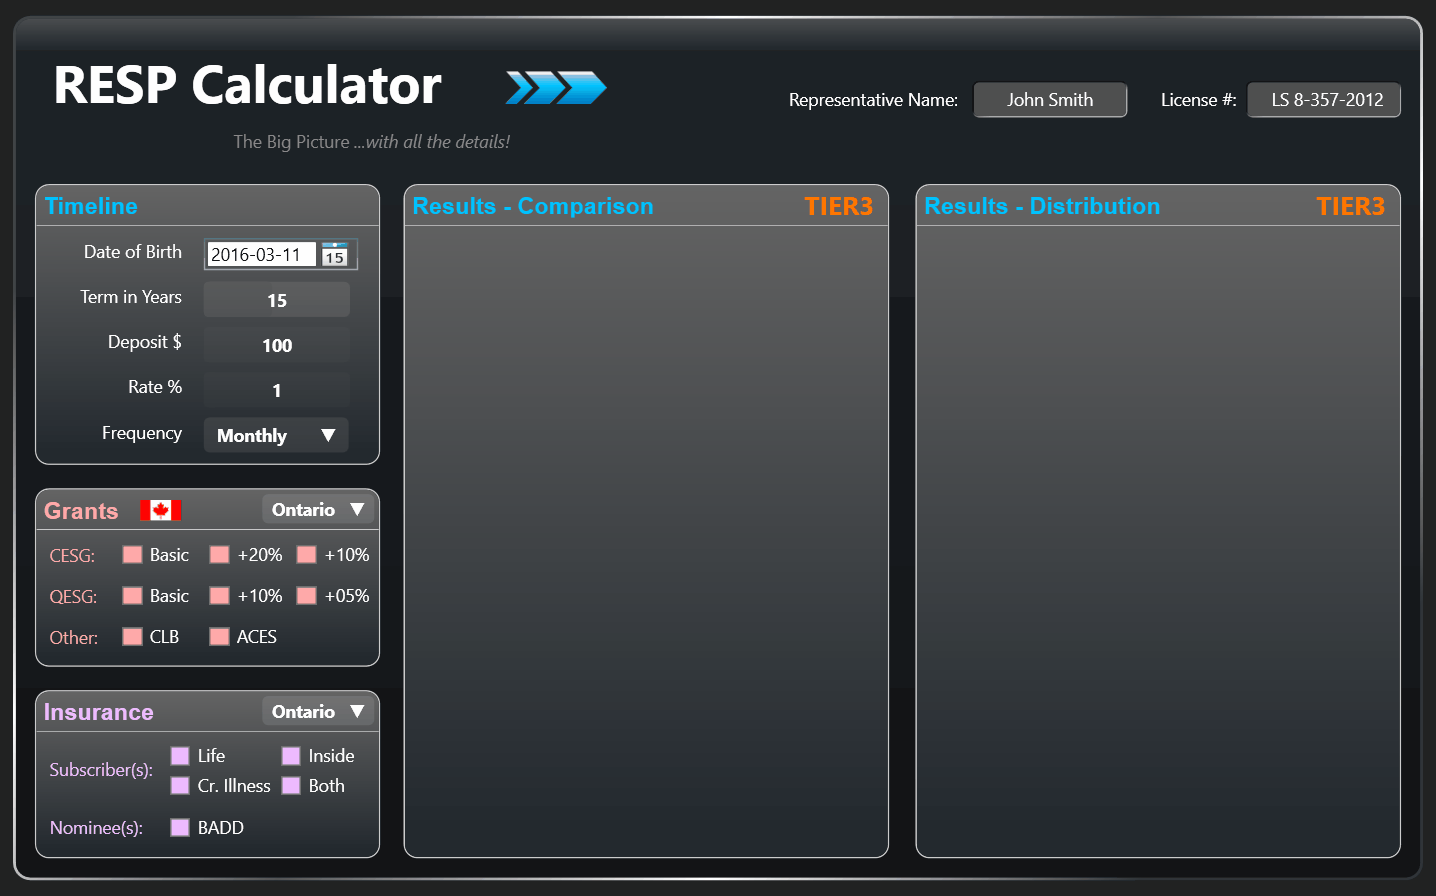 RESP Calculator
Representative Name: John Smith License #: LS 8-357-2012
The Big Picture ...with all the details!
Timeline
Date of Birth 2016-03-11 15
Term in Years 15
Deposit $ 100
Rate % 1
Frequency Monthly ▼
Grants Ontario ▼
CESG: Basic +20% +10%
QESG: Basic +10% +05%
Other: CLB ACES
Insurance Ontario ▼
Subscriber(s): Life Inside
Cr. Illness Both
Nominee(s): BADD
Results - Comparison TIER3
Results - Distribution TIER3